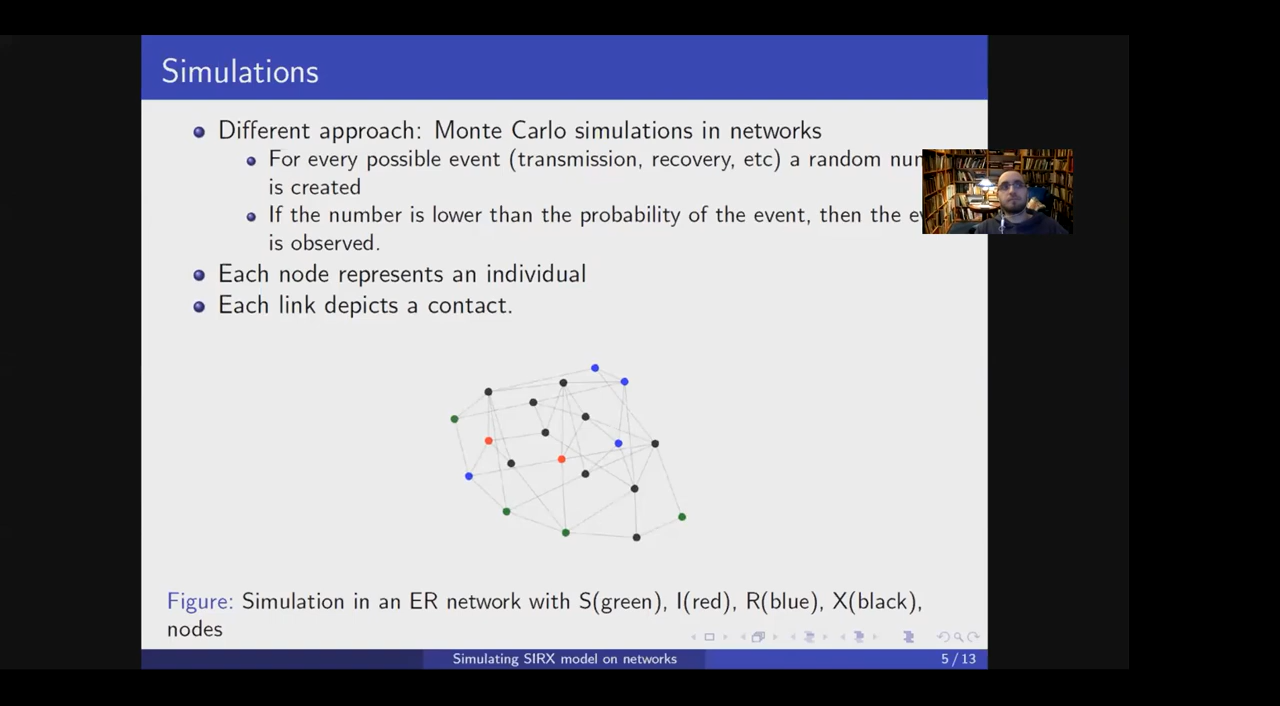 Simulations
Different approach: Monte Carlo simulations in networks
For every possible event (transmission, recovery, etc) a random
is created
If the number is lower than the probability of the event, then the
is observed.
Each node represents an individual
Each link depicts a contact.
Figure: Simulation in an ER network with S(green), I(red), R(blue), X(black),
nodes
Simulating SIRX model on networks
5 / 13